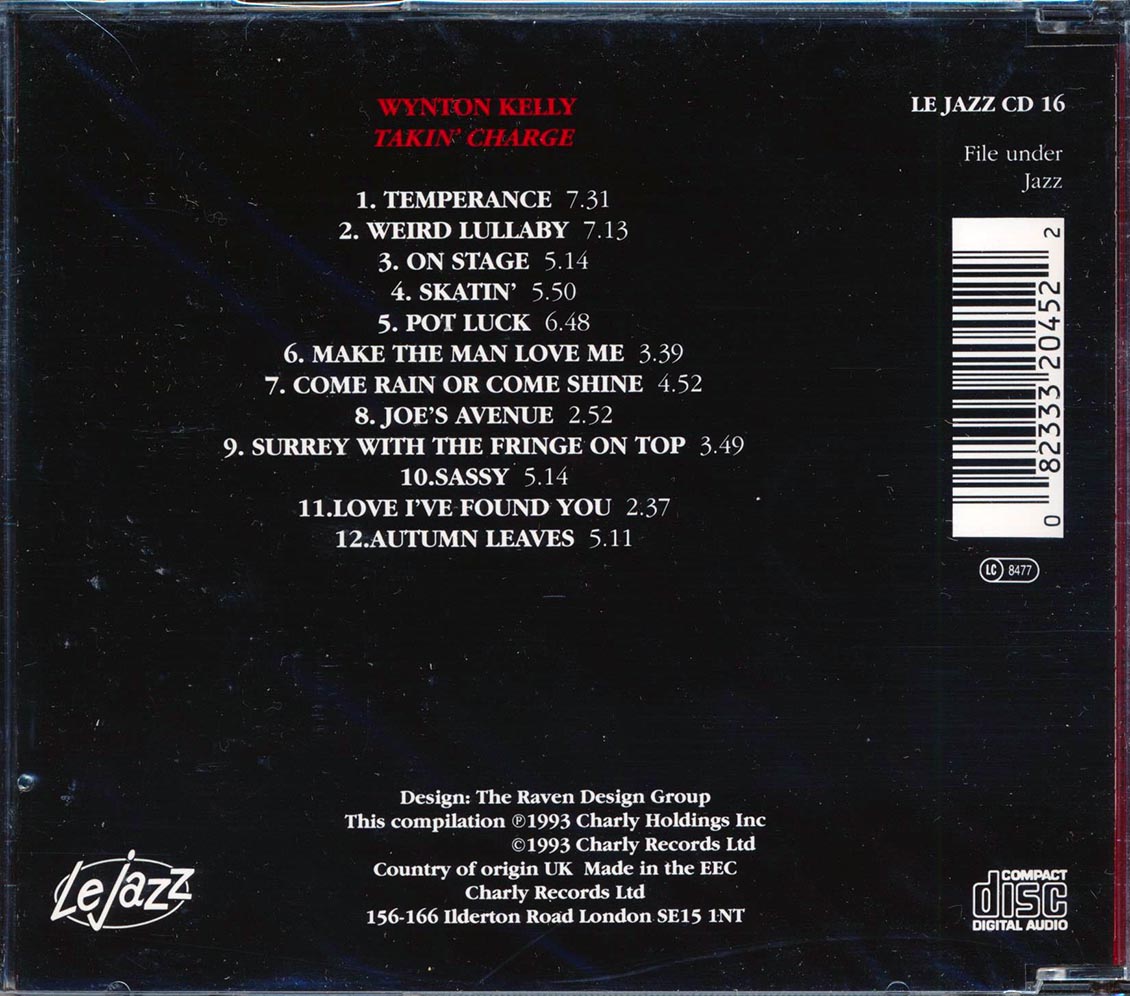 WYNTON KELLY
TAKIN' CHARGE
1. TEMPERANCE 7.31
2. WEIRD LULLABY 7.13
3. ON STAGE 5.14
4. SKATIN' 5.50
5. POT LUCK 6.48
6. MAKE THE MAN LOVE ME 3.39
7. COME RAIN OR COME SHINE 4.52
8. JOE'S AVENUE 2.52
9. SURREY WITH THE FRINGE ON TOP 3.49
10.SASSY 5.14
11.LOVE I'VE FOUND YOU 2.37
12.AUTUMN LEAVES 5.11
LE JAZZ CD 16
File under
Jazz
0 82333 20452 2
LC 8477
Design: The Raven Design Group
This compilation ℗1993 Charly Holdings Inc
©1993 Charly Records Ltd
Country of origin UK Made in the EEC
Charly Records Ltd
156-166 Ilderton Road London SE15 1NT
Le Jazz
COMPACT
disc
DIGITAL AUDIO